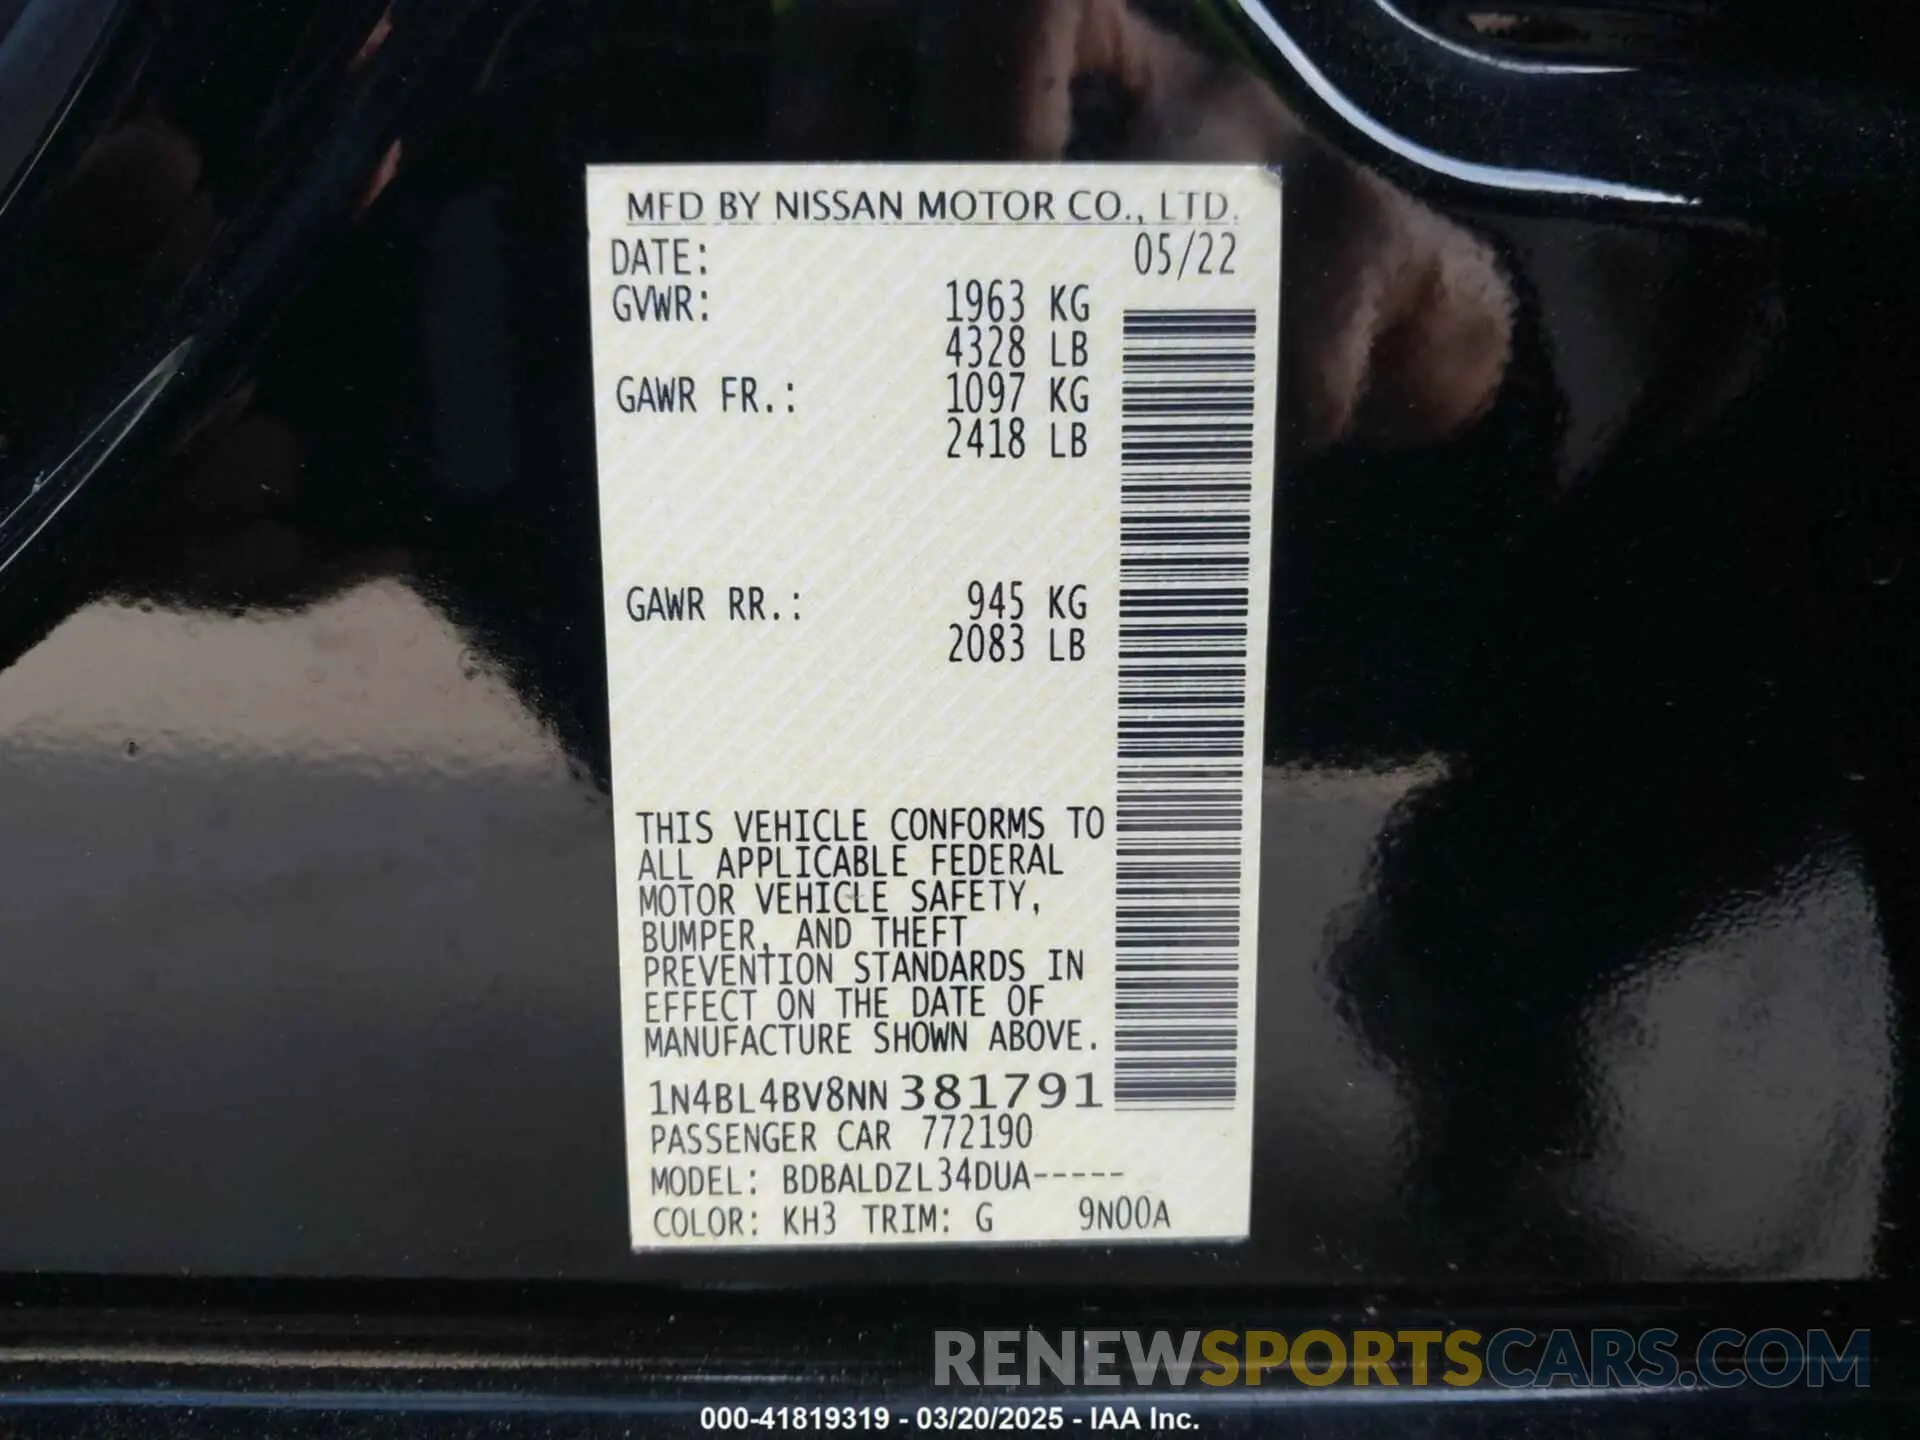 MFD BY NISSAN MOTOR CO., LTD.
DATE: 05/22
GVWR: 1963 KG
4328 LB
GAWR FR.: 1097 KG
2418 LB
GAWR RR.: 945 KG
2083 LB
THIS VEHICLE CONFORMS TO
ALL APPLICABLE FEDERAL
MOTOR VEHICLE SAFETY,
BUMPER, AND THEFT
PREVENTION STANDARDS IN
EFFECT ON THE DATE OF
MANUFACTURE SHOWN ABOVE.
1N4BL4BV8NN381791
PASSENGER CAR 772190
MODEL: BDBALDZL34DUA-----
COLOR: KH3 TRIM: G 9N00A
RENEWSPORTSCARS.COM
000-41819319 - 03/20/2025 - IAA Inc.